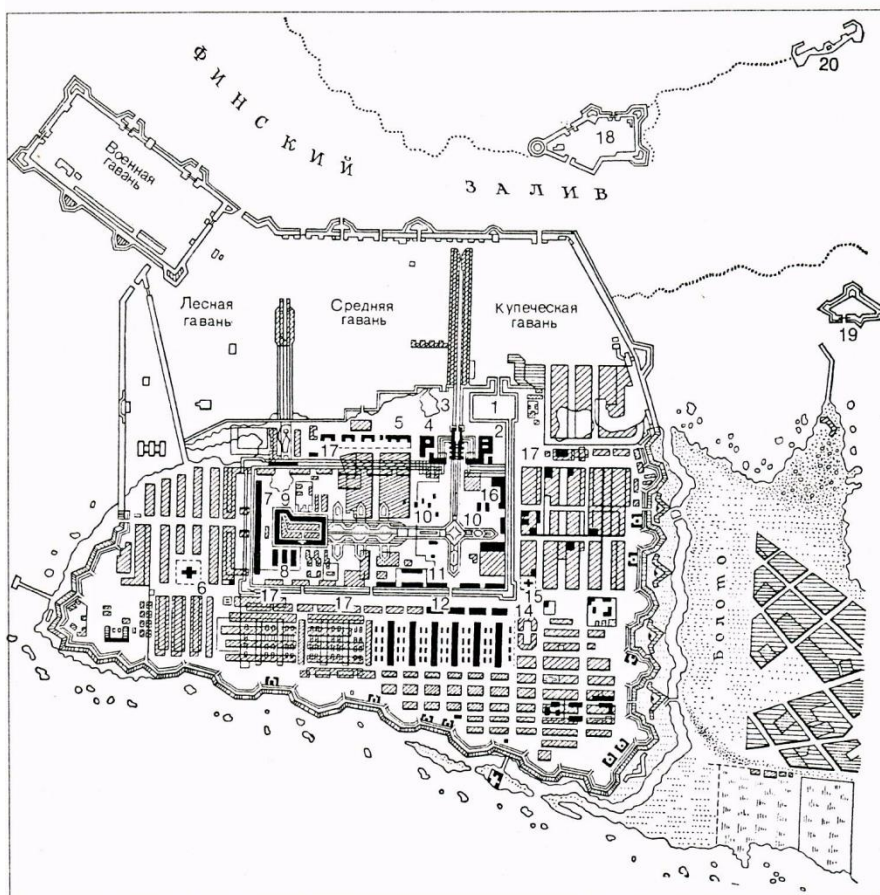 ФИНСКИЙ
ЗАЛИВ
20
18
Военная
гавань
19
Лесная
гавань
Средняя
гавань
Купеческая
гавань
3
1
5
4
2
17
17
7
9
16
10
10
8
11
6
15
17
17
12
14
Болото